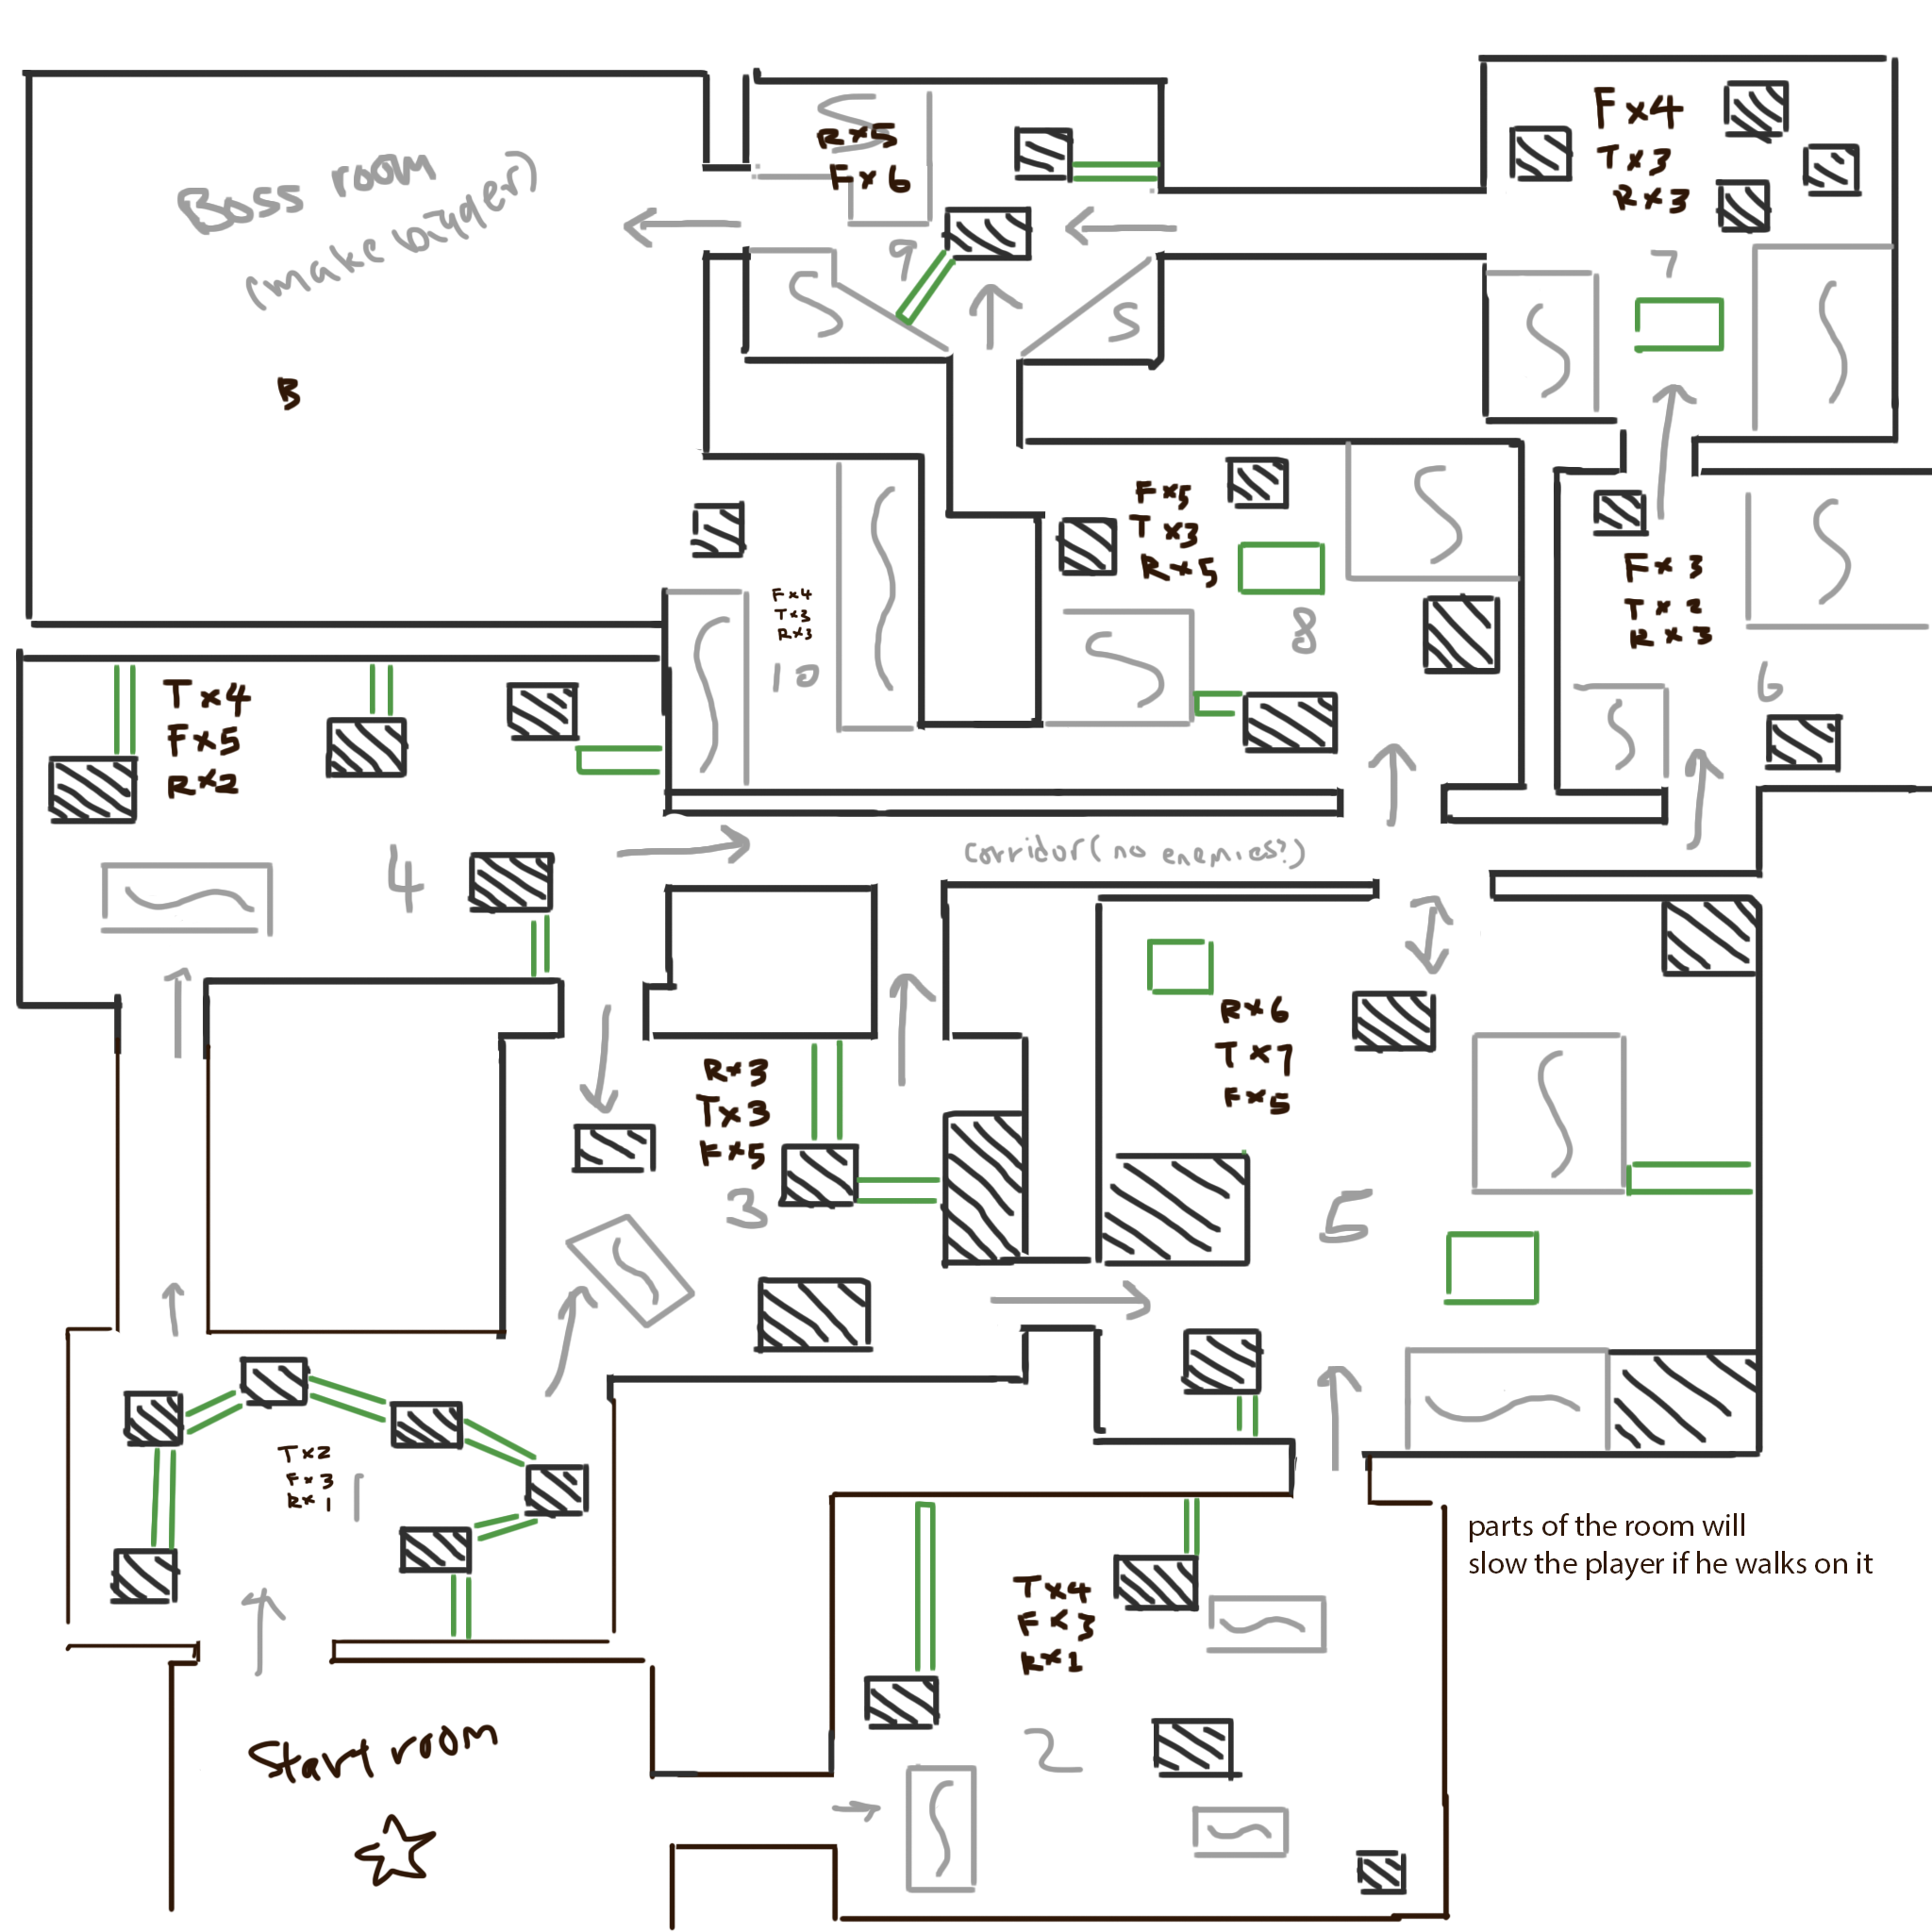 Boss room
(make bigger)
B
R x 5
F x 6
9
S
S
S
F x 4
T x 3
R x 3
7
S
S
F x 5
T x 3
R x 5
8
S
S
F x 3
T x 2
R x 3
6
S
S
F x 4
T x 3
R x 3
10
S
S
T x 4
F x 5
R x 2
4
S
corridor (no enemies?)
R x 3
T x 3
F x 5
3
S
R x 6
T x 7
F x 5
5
S
S
T x 2
F x 3
R x 1
1
parts of the room will
slow the player if he walks on it
T x 4
F x 3
R x 1
2
S
S
S
Start room